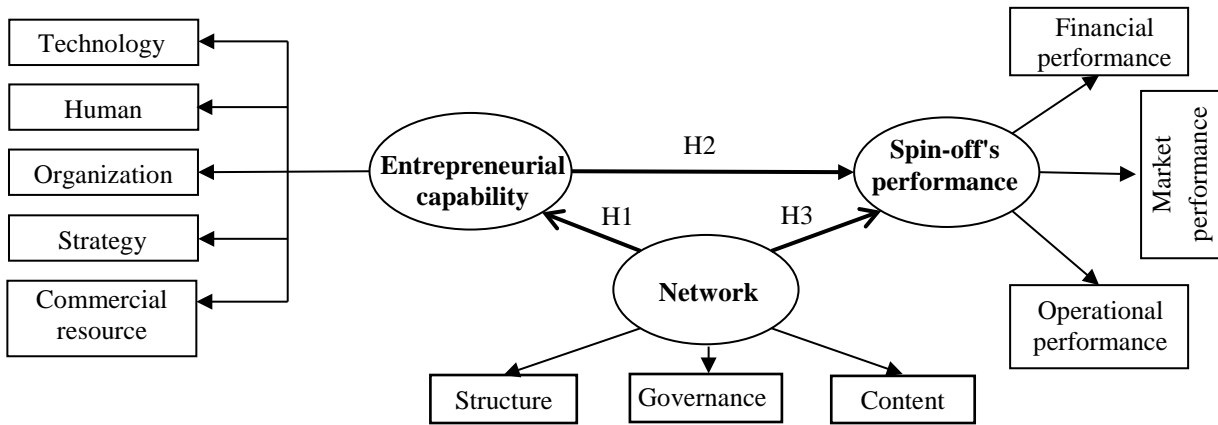 Technology
Human
Organization
Strategy
Commercial
resource
Entrepreneurial
capability
H2
H1
H3
Network
Structure
Governance
Content
Spin-off's
performance
Financial
performance
Market
performance
Operational
performance